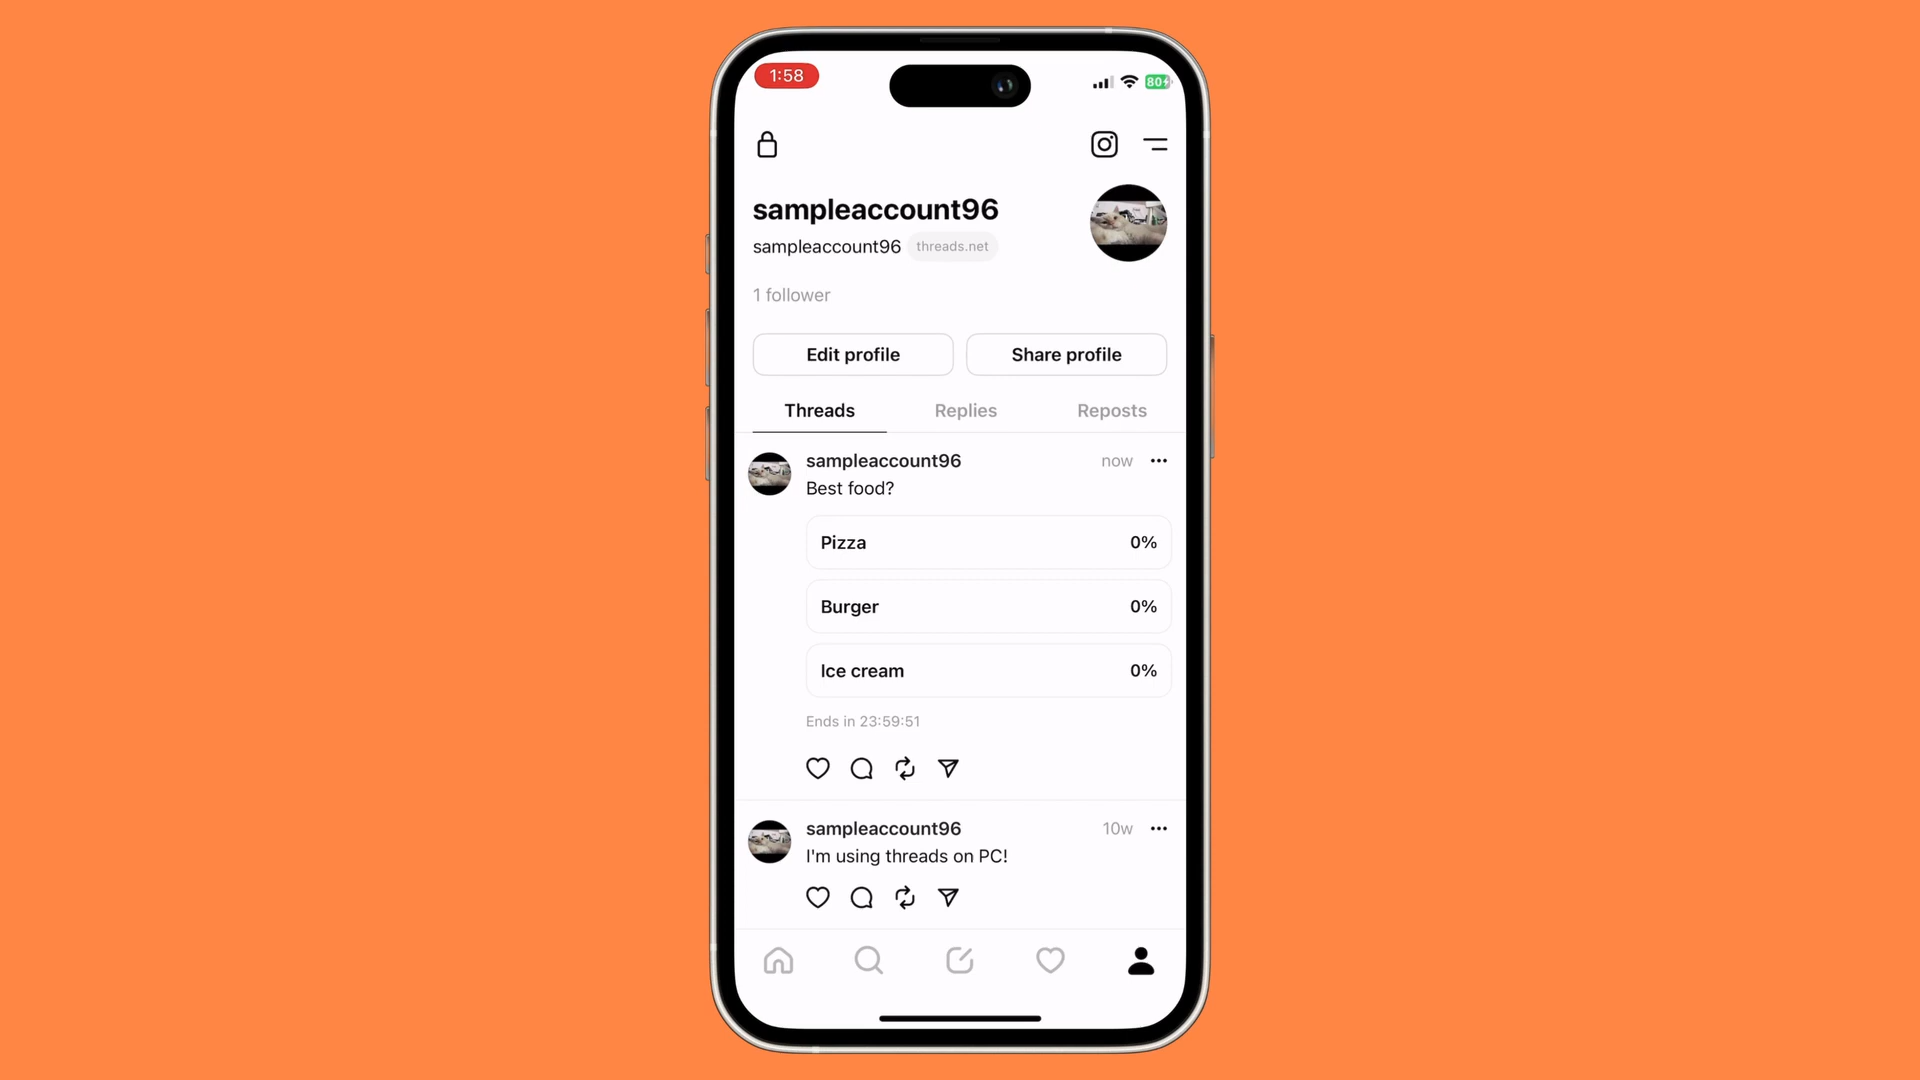 1:58
80
sampleaccount96
sampleaccount96 threads.net
1 follower
Edit profile Share profile
Threads Replies Reposts
sampleaccount96 now
Best food?
Pizza 0%
Burger 0%
Ice cream 0%
Ends in 23:59:51
sampleaccount96 10w
I'm using threads on PC!